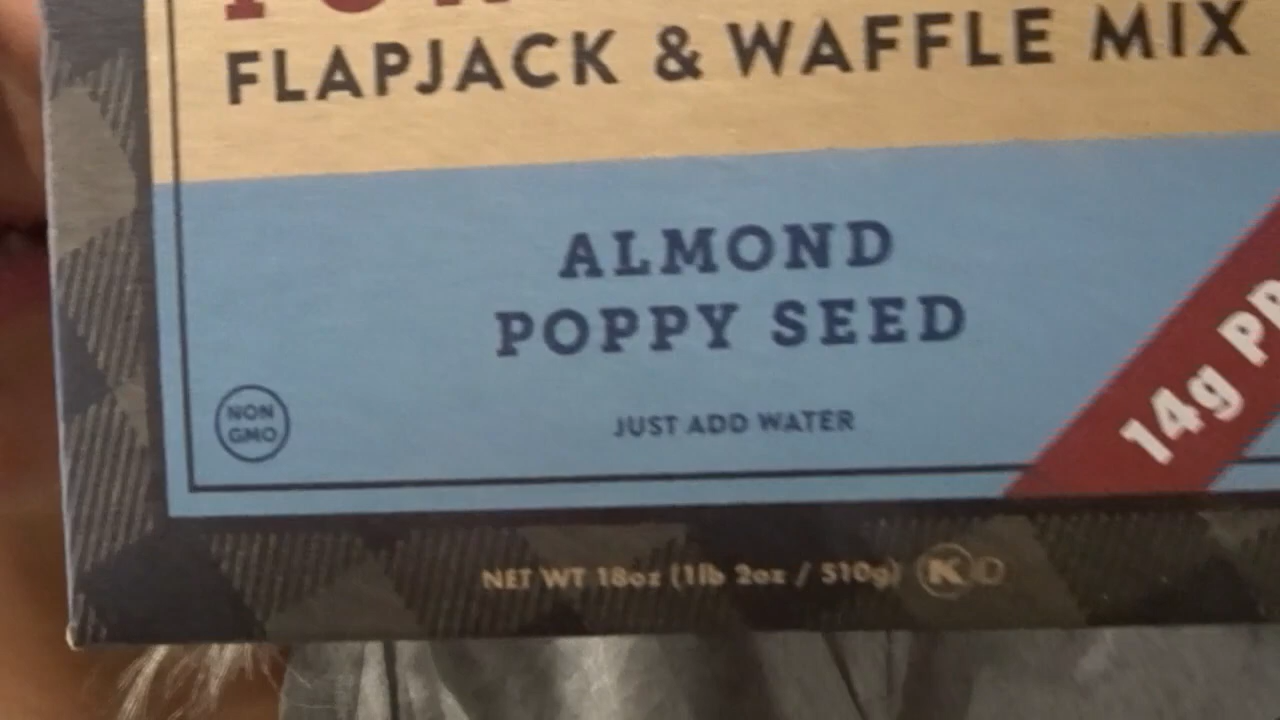 FLAPJACK & WAFFLE MIX
ALMOND
POPPY SEED
JUST ADD WATER
NON
GMO
14g
NET WT 18oz (1lb 2oz / 510g) K D